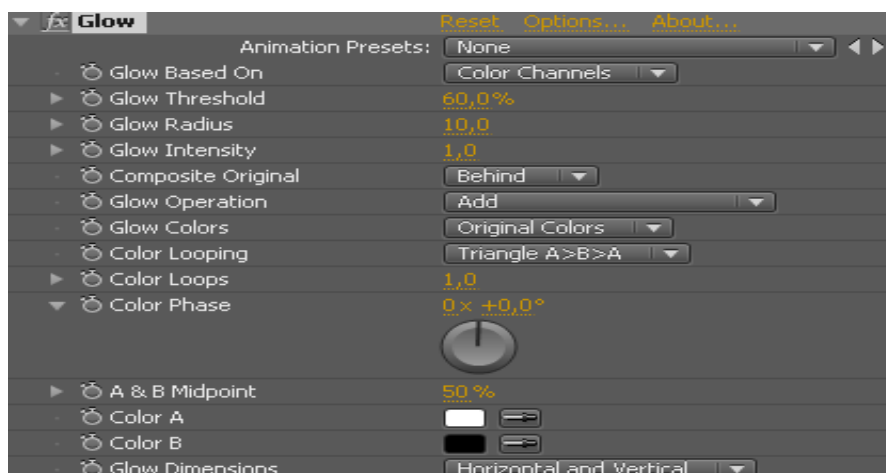 fx Glow Reset Options... About...
Animation Presets: None
Glow Based On Color Channels
Glow Threshold 60,0%
Glow Radius 10,0
Glow Intensity 1,0
Composite Original Behind
Glow Operation Add
Glow Colors Original Colors
Color Looping Triangle A>B>A
Color Loops 1,0
Color Phase 0x +0,0°
A & B Midpoint 50%
Color A
Color B
Glow Dimensions Horizontal and Vertical